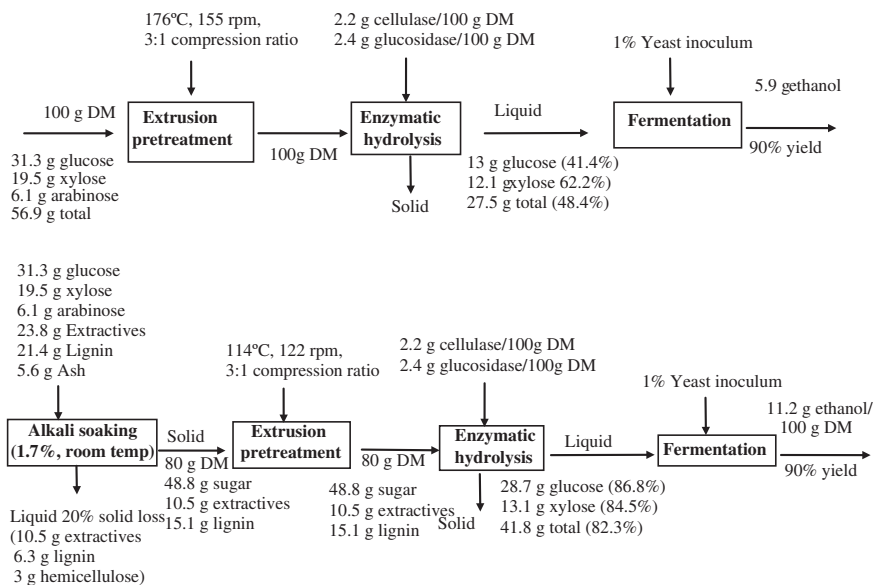 176ºC, 155 rpm,
3:1 compression ratio
2.2 g cellulase/100 g DM
2.4 g glucosidase/100 g DM
1% Yeast inoculum
100 g DM
Extrusion
pretreatment
100g DM
Enzymatic
hydrolysis
Liquid
Fermentation
5.9 gethanol
90% yield
31.3 g glucose
19.5 g xylose
6.1 g arabinose
56.9 g total
Solid
13 g glucose (41.4%)
12.1 gxylose 62.2%)
27.5 g total (48.4%)
31.3 g glucose
19.5 g xylose
6.1 g arabinose
23.8 g Extractives
21.4 g Lignin
5.6 g Ash
114ºC, 122 rpm,
3:1 compression ratio
2.2 g cellulase/100g DM
2.4 g glucosidase/100g DM
1% Yeast inoculum
Alkali soaking
(1.7%, room temp)
Solid
80 g DM
48.8 g sugar
10.5 g extractives
15.1 g lignin
Extrusion
pretreatment
80 g DM
48.8 g sugar
10.5 g extractives
15.1 g lignin
Enzymatic
hydrolysis
Solid
Liquid
28.7 g glucose (86.8%)
13.1 g xylose (84.5%)
41.8 g total (82.3%)
Fermentation
11.2 g ethanol/
100 g DM
90% yield
Liquid 20% solid loss
(10.5 g extractives
6.3 g lignin
3 g hemicellulose)